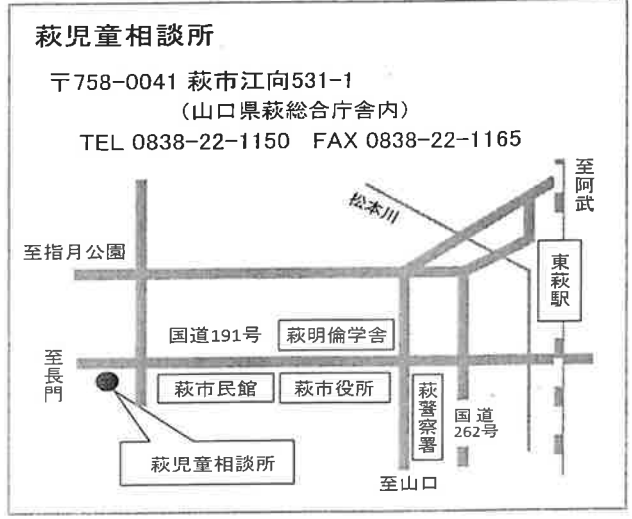 萩児童相談所
〒758-0041 萩市江向531-1
(山口県萩総合庁舎内)
TEL 0838-22-1150 FAX 0838-22-1165
至阿武
松本川
至指月公園
東萩駅
国道191号
萩明倫学舎
至長門
萩市民館
萩市役所
萩警察署
国道
262号
萩児童相談所
至山口